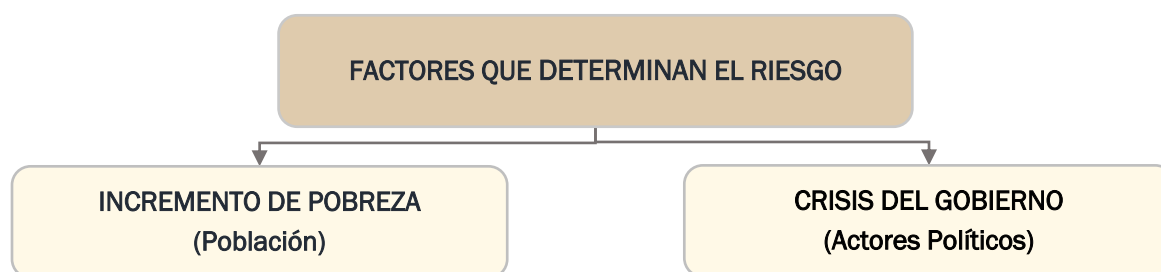 FACTORES QUE DETERMINAN EL RIESGO
INCREMENTO DE POBREZA
(Población)
CRISIS DEL GOBIERNO
(Actores Políticos)